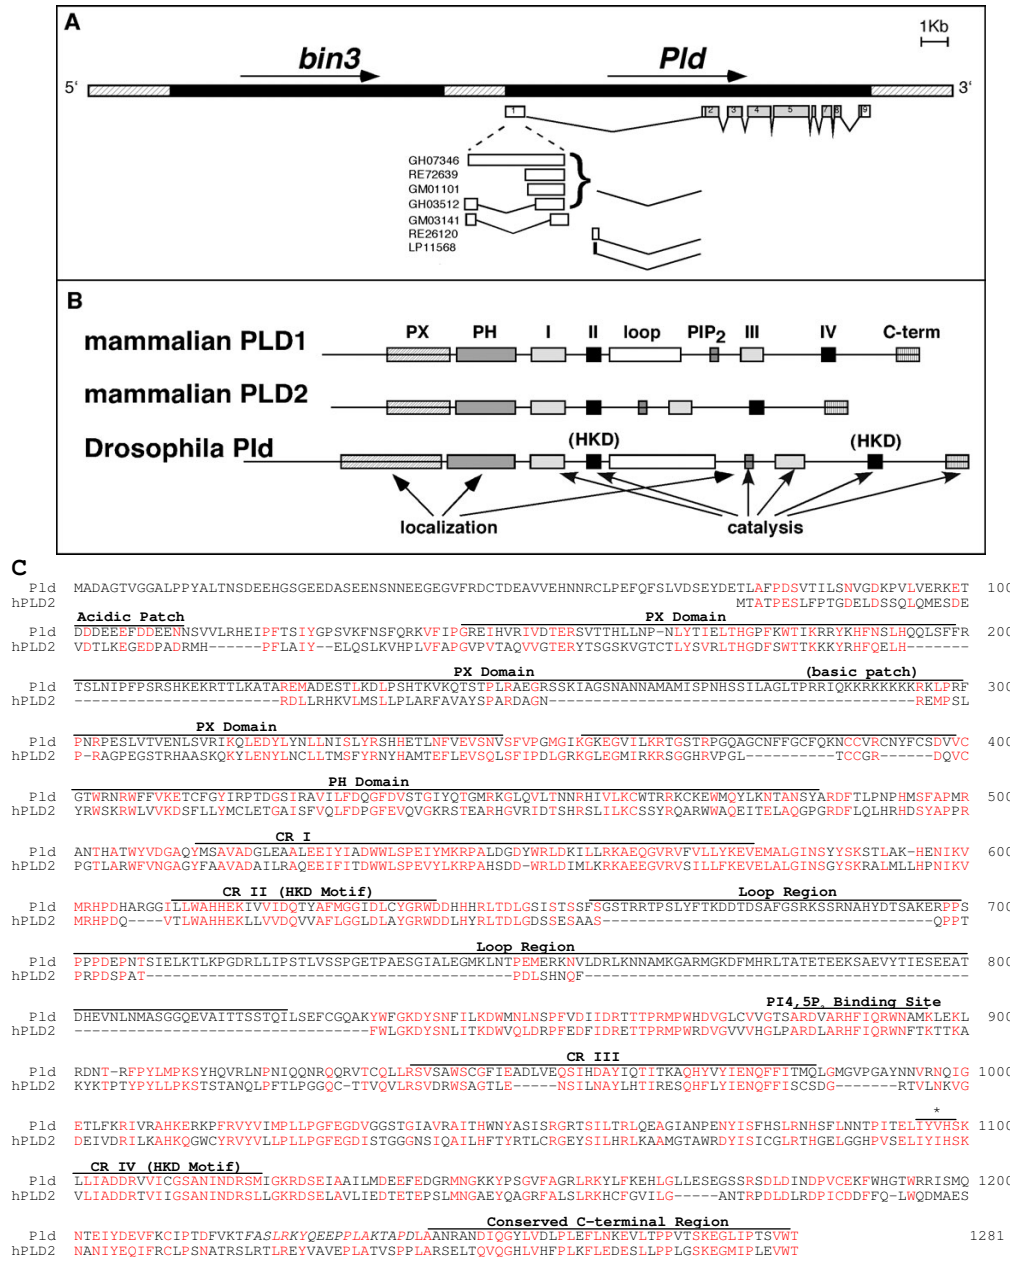 A
1Kb
bin3
Pld
5‘
3‘
1 2 3 4 5 7 8 9
GH07346
RE72639
GM01101
GH03512
GM03141
RE26120
LP11568
B
PX PH I II loop PIP2 III IV C-term
mammalian PLD1
mammalian PLD2
(HKD) (HKD)
Drosophila Pld
localization catalysis
C
Pld MADAGTVGGALPPYALTNSDEEHGSGEEDASEENSNNEEGEGVFRDCTDEAVVEHNNRCLPEFQFSLVDSEYDETLAFPDSVTILSNVGDKPVLVERKET 100
hPLD2 MTATPESLFPTGDELDSSQLQMESDE
Acidic Patch PX Domain
Pld DDDEEEFDDEENNSVVLRHEIPFTSIYGPSVKFNSFQRKVFIPGREIHVRIVDTERSVTTHLLNP-NLYTIELTHGPFKWTIKRRYKHFNSLHQQLSFFR 200
hPLD2 VDTLKEGEDPADRMH------PFLAIY--ELQSLKVHPLVFAPGVPVTAQVVGTERYTSGSKVGTCTLYSVRLTHGDFSWTTKKKYRHFQELH-------
PX Domain (basic patch)
Pld TSLNIPFPSRSHKEKRTTLKATAREMADESTLKDLPSHTKVKQTSTPLRAEGRSSKIAGSNANNAMAMISPNHSSILAGLTPRRIQKKRKKKKKRKLPRF 300
hPLD2 -----------------------RDLLRHKVLMSLLPLARFAVAYSPARDAGN-----------------------------------------REMPSL
PX Domain
Pld PNRPESLVTVENLSVRIKQLEDYLYNLLNISLYRSHHETLNFVEVSNVSFVPGMGIKGKEGVILKRTGSTRPGQAGCNFFGCFQKNCCVRCNYFCSDVVC 400
hPLD2 P-RAGPEGSTRHAASKQKYLENYLNCLLTMSFYRNYHAMTEFLEVSQLSFIPDLGRKGLEGMIRKRSGGHRVPGL----------TCCGR------DQVC
PH Domain
Pld GTWRNRWFFVKETCFGYIRPTDGSIRAVILFDQGFDVSTGIYQTGMRKGLQVLTNNRHIVLKCWTRRKCKEWMQYLKNTANSYARDFTLPNPHMSFAPMR 500
hPLD2 YRWSKRWLVVKDSFLLYMCLETGAISFVQLFDPGFEVQVGKRSTEARHGVRIDTSHRSLILKCSSYRQARWWAQEITELAQGPGRDFLQLHRHDSYAPPR
CR I
Pld ANTHATWYVDGAQYMSAVADGLEAALEEIYIADWWLSPEIYMKRPALDGDYWRLDKILLRKAEQGVRVFVLLYKEVEMALGINSYYSKSTLAK-HENIKV 600
hPLD2 PGTLARWFVNGAGYFAAVADAILRAQEEIFITDWWLSPEVYLKRPAHSDD-WRLDIMLKRKAEEGVRVSILLFKEVELALGINSGYSKRALMLLHPNIKV
CR II (HKD Motif) Loop Region
Pld MRHPDHARGGILLWAHHEKIVVIDQTYAFMGGIDLCYGRWDDHHHRLTDLGSISTSSFSGSTRRTPSLYFTKDDTDSAFGSRKSSRNAHYDTSAKERPPS 700
hPLD2 MRHPDQ----VTLWAHHEKLLVVDQVVAFLGGLDLAYGRWDDLHYRLTDLGDSSESAAS-------------------------------------QPPT
Loop Region
Pld PPPDEPNTSIELKTLKPGDRLLIPSTLVSSPGETPAESGIALEGMKLNTPEMERKNVLDRLKNNAMKGARMGKDFMHRLTATETEEKSAEVYTIESEEAT 800
hPLD2 PRPDSPAT-----------------------------------------PDLSHNQF-------------------------------------------
PI4,5P2 Binding Site
Pld DHEVNLNMASGGQEVAITTSSTQILSEFCGQAKYWFGKDYSNFILKDWMNLNSPFVDIIDRTTTPRMPWHDVGLCVVGTSARDVARHFIQRWNAMKLEKL 900
hPLD2 ---------------------------------FWLGKDYSNLITKDWVQLDRPFEDFIDRETTPRMPWRDVGVVVHGLPARDLARHFIQRWNFTKTTKA
CR III
Pld RDNT-RFPYLMPKSYHQVRLNPNIQQNRQQRVTCQLLRSVSAWSCGFIEADLVEQSIHDAYIQTITKAQHYVYIENQFFITMQLGMGVPGAYNNVRNQIG 1000
hPLD2 KYKTPTYPYLLPKSTSTANQLPFTLPGGQC-TTVQVLRSVDRWSAGTLE-----NSILNAYLHTIRESQHFLYIENQFFISCSDG------RTVLNKVG
*
Pld ETLFKRIVRAHKERKPFRVYVIMPLLPGFEGDVGGSTGIAVRAITHWNYASISRGRTSILTRLQEAGIANPENYISFHSLRNHSFLNNTPITELIYVHSK 1100
hPLD2 DEIVDRILKAHKQGWCYRVYVLLPLLPGFEGDISTGGGNSIQAILHFTYRTLCRGEYSILHRLKAAMGTAWRDYISICGLRTHGELGGHPVSELIYIHSK
CR IV (HKD Motif)
Pld LLIADDRVVICGSANINDRSMIGKRDSEIAAILMDEEFEDGRMNGKKYPSGVFAGRLRKYLFKEHLGLLESEGSSRSDLDINDPVCEKFWHGTWRRISMQ 1200
hPLD2 VLIADDRTVIIGSANINDRSLLGKRDSELAVLIEDTETEPSLMNGAEYQAGRFALSLRKHCFGVILG-----ANTRPDLDLRDPICDDFFQ-LWQDMAES
Conserved C-terminal Region
Pld NTEIYDEVFKCIPTDFVKTFASLRKYQEEPPLAKTAPDLAANRANDIQGYLVDLPLEFLNKEVLTPPVTSKEGLIPTSVWT 1281
hPLD2 NANIYEQIFRCLPSNATRSLRTLREYVAVEPLATVSPPLARSELTQVQGHLVHFPLKFLEDESLLPPLGSKEGMIPLEVWT